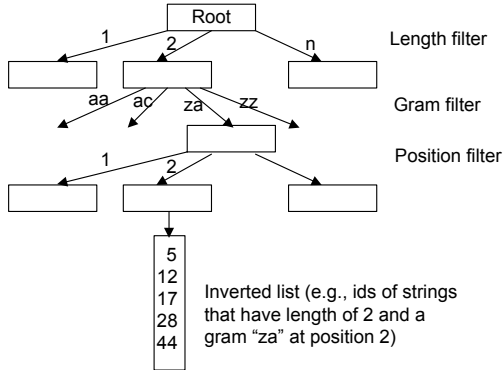 Root
1 2 n
Length filter
aa ac za zz
Gram filter
Position filter
1 2
5
12
17
28
44
Inverted list (e.g., ids of strings
that have length of 2 and a
gram “za” at position 2)